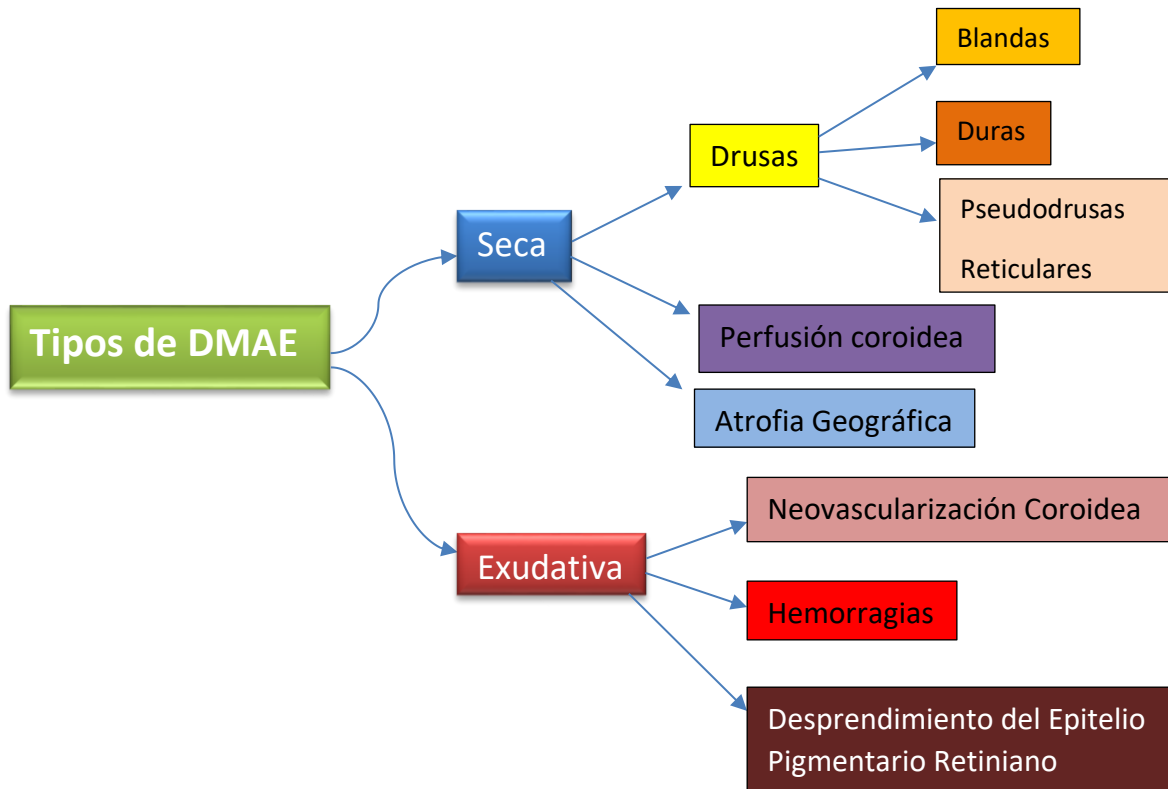 Tipos de DMAE
Seca
Drusas
Blandas
Duras
Pseudodrusas
Reticulares
Perfusión coroidea
Atrofia Geográfica
Exudativa
Neovascularización Coroidea
Hemorragias
Desprendimiento del Epitelio
Pigmentario Retiniano